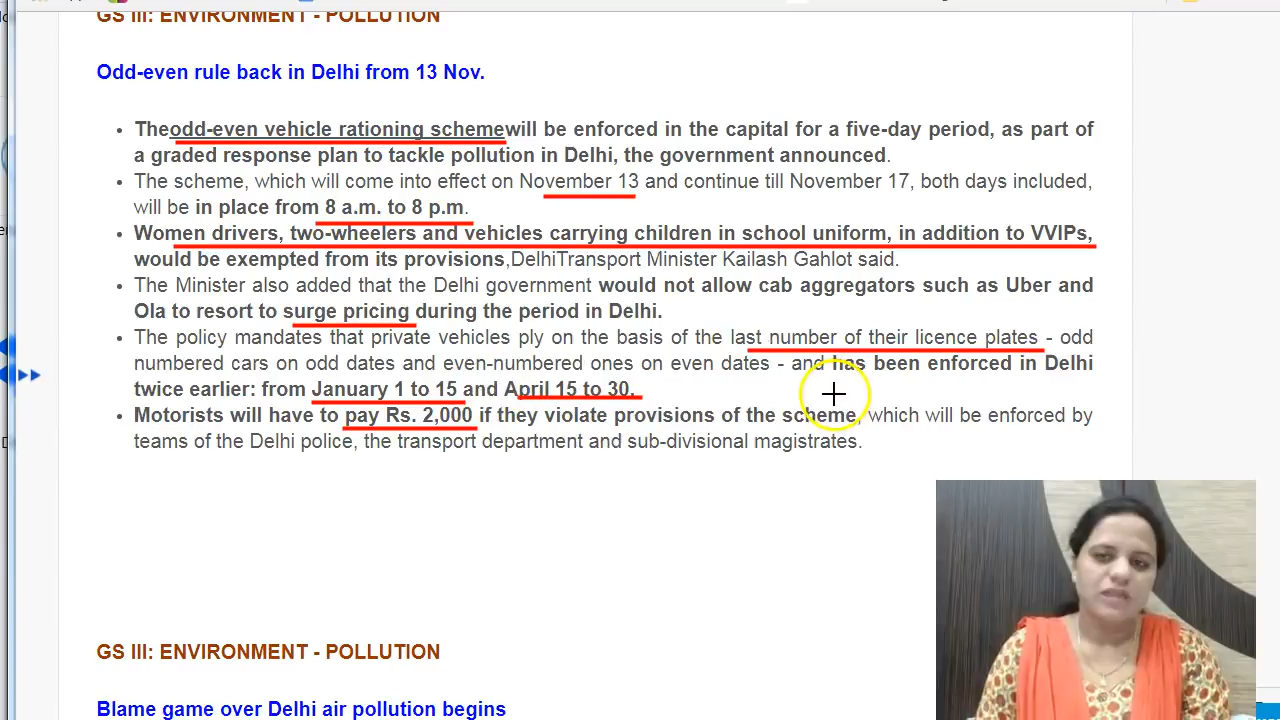 GS III: ENVIRONMENT - POLLUTION
Odd-even rule back in Delhi from 13 Nov.
• Theodd-even vehicle rationing schemewill be enforced in the capital for a five-day period, as part of
a graded response plan to tackle pollution in Delhi, the government announced.
• The scheme, which will come into effect on November 13 and continue till November 17, both days included,
will be in place from 8 a.m. to 8 p.m.
• Women drivers, two-wheelers and vehicles carrying children in school uniform, in addition to VVIPs,
would be exempted from its provisions,DelhiTransport Minister Kailash Gahlot said.
• The Minister also added that the Delhi government would not allow cab aggregators such as Uber and
Ola to resort to surge pricing during the period in Delhi.
• The policy mandates that private vehicles ply on the basis of the last number of their licence plates - odd
numbered cars on odd dates and even-numbered ones on even dates - and has been enforced in Delhi
twice earlier: from January 1 to 15 and April 15 to 30.
• Motorists will have to pay Rs. 2,000 if they violate provisions of the scheme, which will be enforced by
teams of the Delhi police, the transport department and sub-divisional magistrates.
GS III: ENVIRONMENT - POLLUTION
Blame game over Delhi air pollution begins